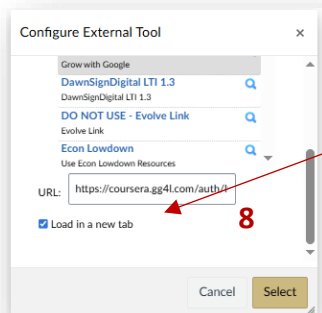 Configure External Tool ×
Grow with Google
DawnSignDigital LTI 1.3
DawnSignDigital LTI 1.3
DO NOT USE - Evolve Link
Evolve Link
Econ Lowdown
Use Econ Lowdown Resources
URL: https://coursera.gg4l.com/auth/l
Load in a new tab
8
Cancel Select